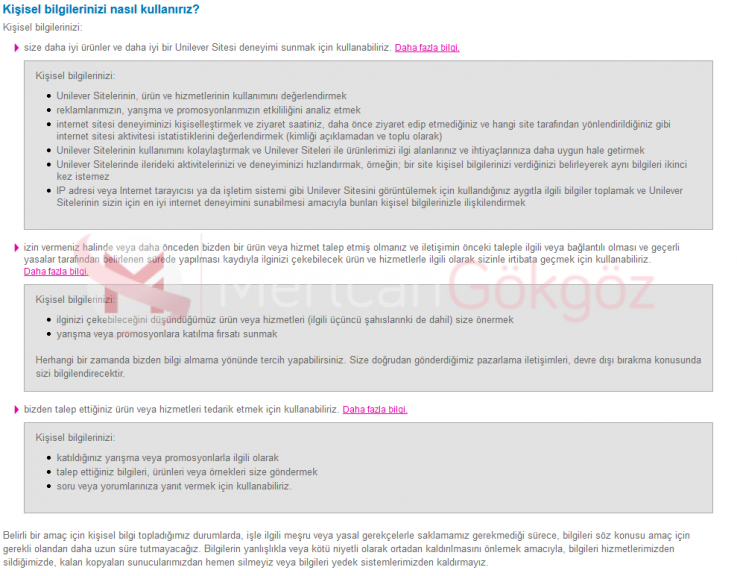 Kişisel bilgilerinizi nasıl kullanırız?
Kişisel bilgilerinizi:
size daha iyi ürünler ve daha iyi bir Unilever Sitesi deneyimi sunmak için kullanabiliriz. Daha fazla bilgi.
Kişisel bilgilerinizi:
Unilever Sitelerinin, ürün ve hizmetlerinin kullanımını değerlendirmek
reklamlarımızın, yarışma ve promosyonlarımızın etkililiğini analiz etmek
internet sitesi deneyiminizi kişiselleştirmek ve ziyaret saatiniz, daha önce ziyaret edip etmediğiniz ve hangi site tarafından yönlendirildiğiniz gibi
internet sitesi aktivitesi istatistiklerini değerlendirmek (kimliği açıklamadan ve toplu olarak)
Unilever Sitelerinin kullanımını kolaylaştırmak ve Unilever Siteleri ile ürünlerimizi ilgi alanlarınız ve ihtiyaçlarınıza daha uygun hale getirmek
Unilever Sitelerinde ilerideki aktivitelerinizi ve deneyiminizi hızlandırmak, örneğin; bir site kişisel bilgilerinizi verdiğinizi belirleyerek aynı bilgileri ikinci
kez istemez
IP adresi veya Internet tarayıcısı ya da işletim sistemi gibi Unilever Sitesini görüntülemek için kullandığınız aygıtla ilgili bilgiler toplamak ve Unilever
Sitelerinin sizin için en iyi internet deneyimini sunabilmesi amacıyla bunları kişisel bilgilerinizle ilişkilendirmek
izin vermeniz halinde veya daha önceden bizden bir ürün veya hizmet talep etmiş olmanız ve iletişimin önceki taleple ilgili veya bağlantılı olması ve geçerli
yasalar tarafından belirlenen sürede yapılması kaydıyla ilginizi çekebilecek ürün ve hizmetlerle ilgili olarak sizinle irtibata geçmek için kullanabiliriz.
Daha fazla bilgi.
MertcanGökgöz
Kişisel bilgilerinizi:
ilginizi çekebileceğini düşündüğümüz ürün veya hizmetleri (ilgili üçüncü şahıslarınki de dahil) size önermek
yarışma veya promosyonlara katılma fırsatı sunmak
Herhangi bir zamanda bizden bilgi almama yönünde tercih yapabilirsiniz. Size doğrudan gönderdiğimiz pazarlama iletişimleri, devre dışı bırakma konusunda
sizi bilgilendirecektir.
bizden talep ettiğiniz ürün veya hizmetleri tedarik etmek için kullanabiliriz. Daha fazla bilgi.
Kişisel bilgilerinizi:
katıldığınız yarışma veya promosyonlarla ilgili olarak
talep ettiğiniz bilgileri, ürünleri veya örnekleri size göndermek
soru veya yorumlarınıza yanıt vermek için kullanabiliriz.
Belirli bir amaç için kişisel bilgi topladığımız durumlarda, işle ilgili meşru veya yasal gerekçelerle saklamamız gerekmediği sürece, bilgileri söz konusu amaç için
gerekli olandan daha uzun süre tutmayacağız. Bilgilerin yanlışlıkla veya kötü niyetli olarak ortadan kaldırılmasını önlemek amacıyla, bilgileri hizmetlerimizden
sildiğimizde, kalan kopyaları sunucularımızdan hemen silmeyiz veya bilgileri yedek sistemlerimizden kaldırmayız.